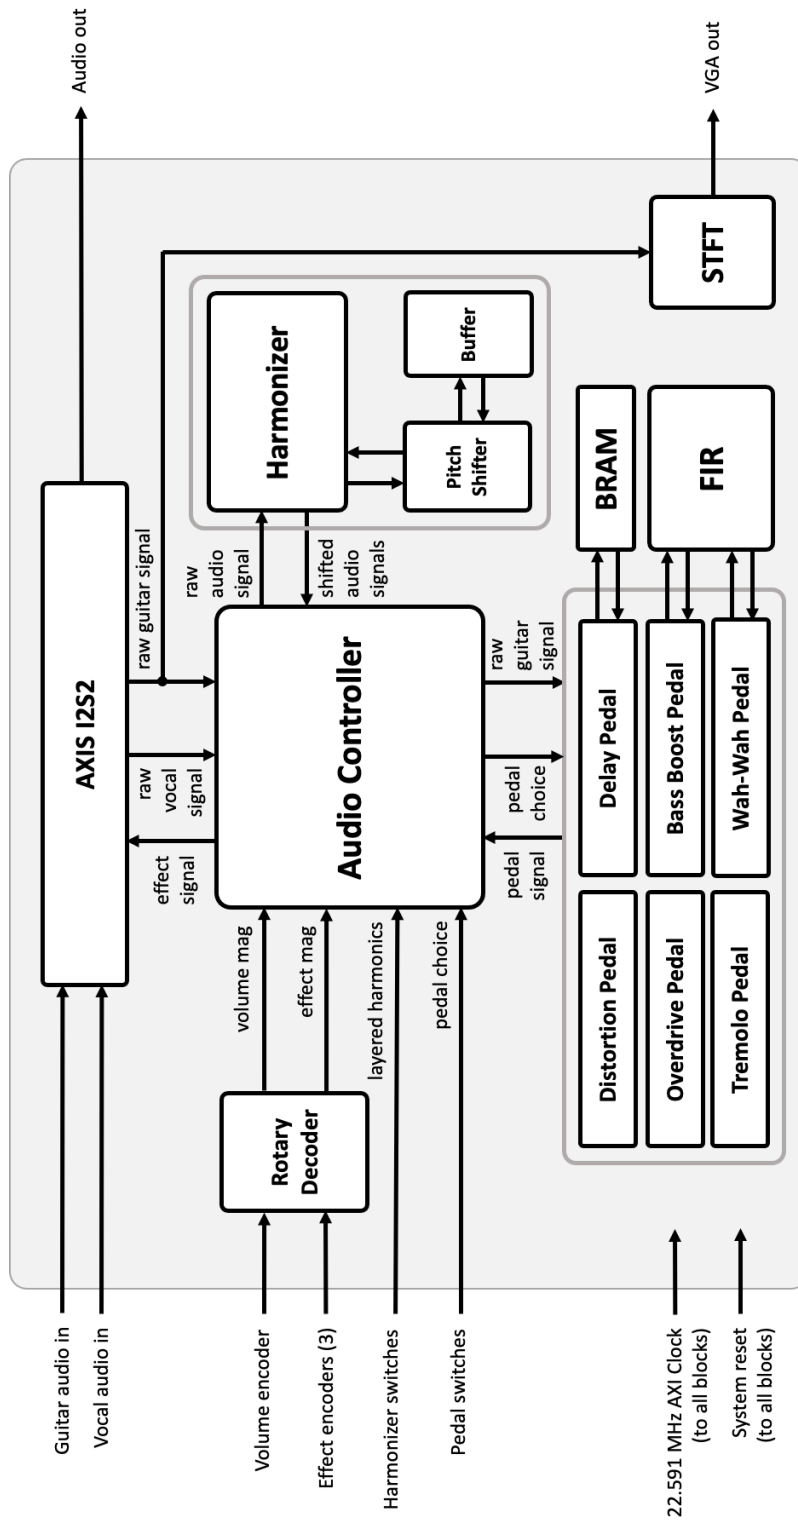 Guitar audio in
Vocal audio in
AXIS I2S2
Audio out
effect
signal
raw
vocal
signal
raw guitar signal
Volume encoder
Effect encoders (3)
Harmonizer switches
Pedal switches
Rotary
Decoder
volume mag
effect mag
layered harmonics
pedal choice
Audio Controller
raw
audio
signal
shifted
audio
signals
Harmonizer
Pitch
Shifter
Buffer
pedal
signal
pedal
choice
raw
guitar
signal
Distortion Pedal
Delay Pedal
BRAM
Overdrive Pedal
Bass Boost Pedal
FIR
Tremolo Pedal
Wah-Wah Pedal
STFT
VGA out
22.591 MHz AXI Clock
(to all blocks)
System reset
(to all blocks)